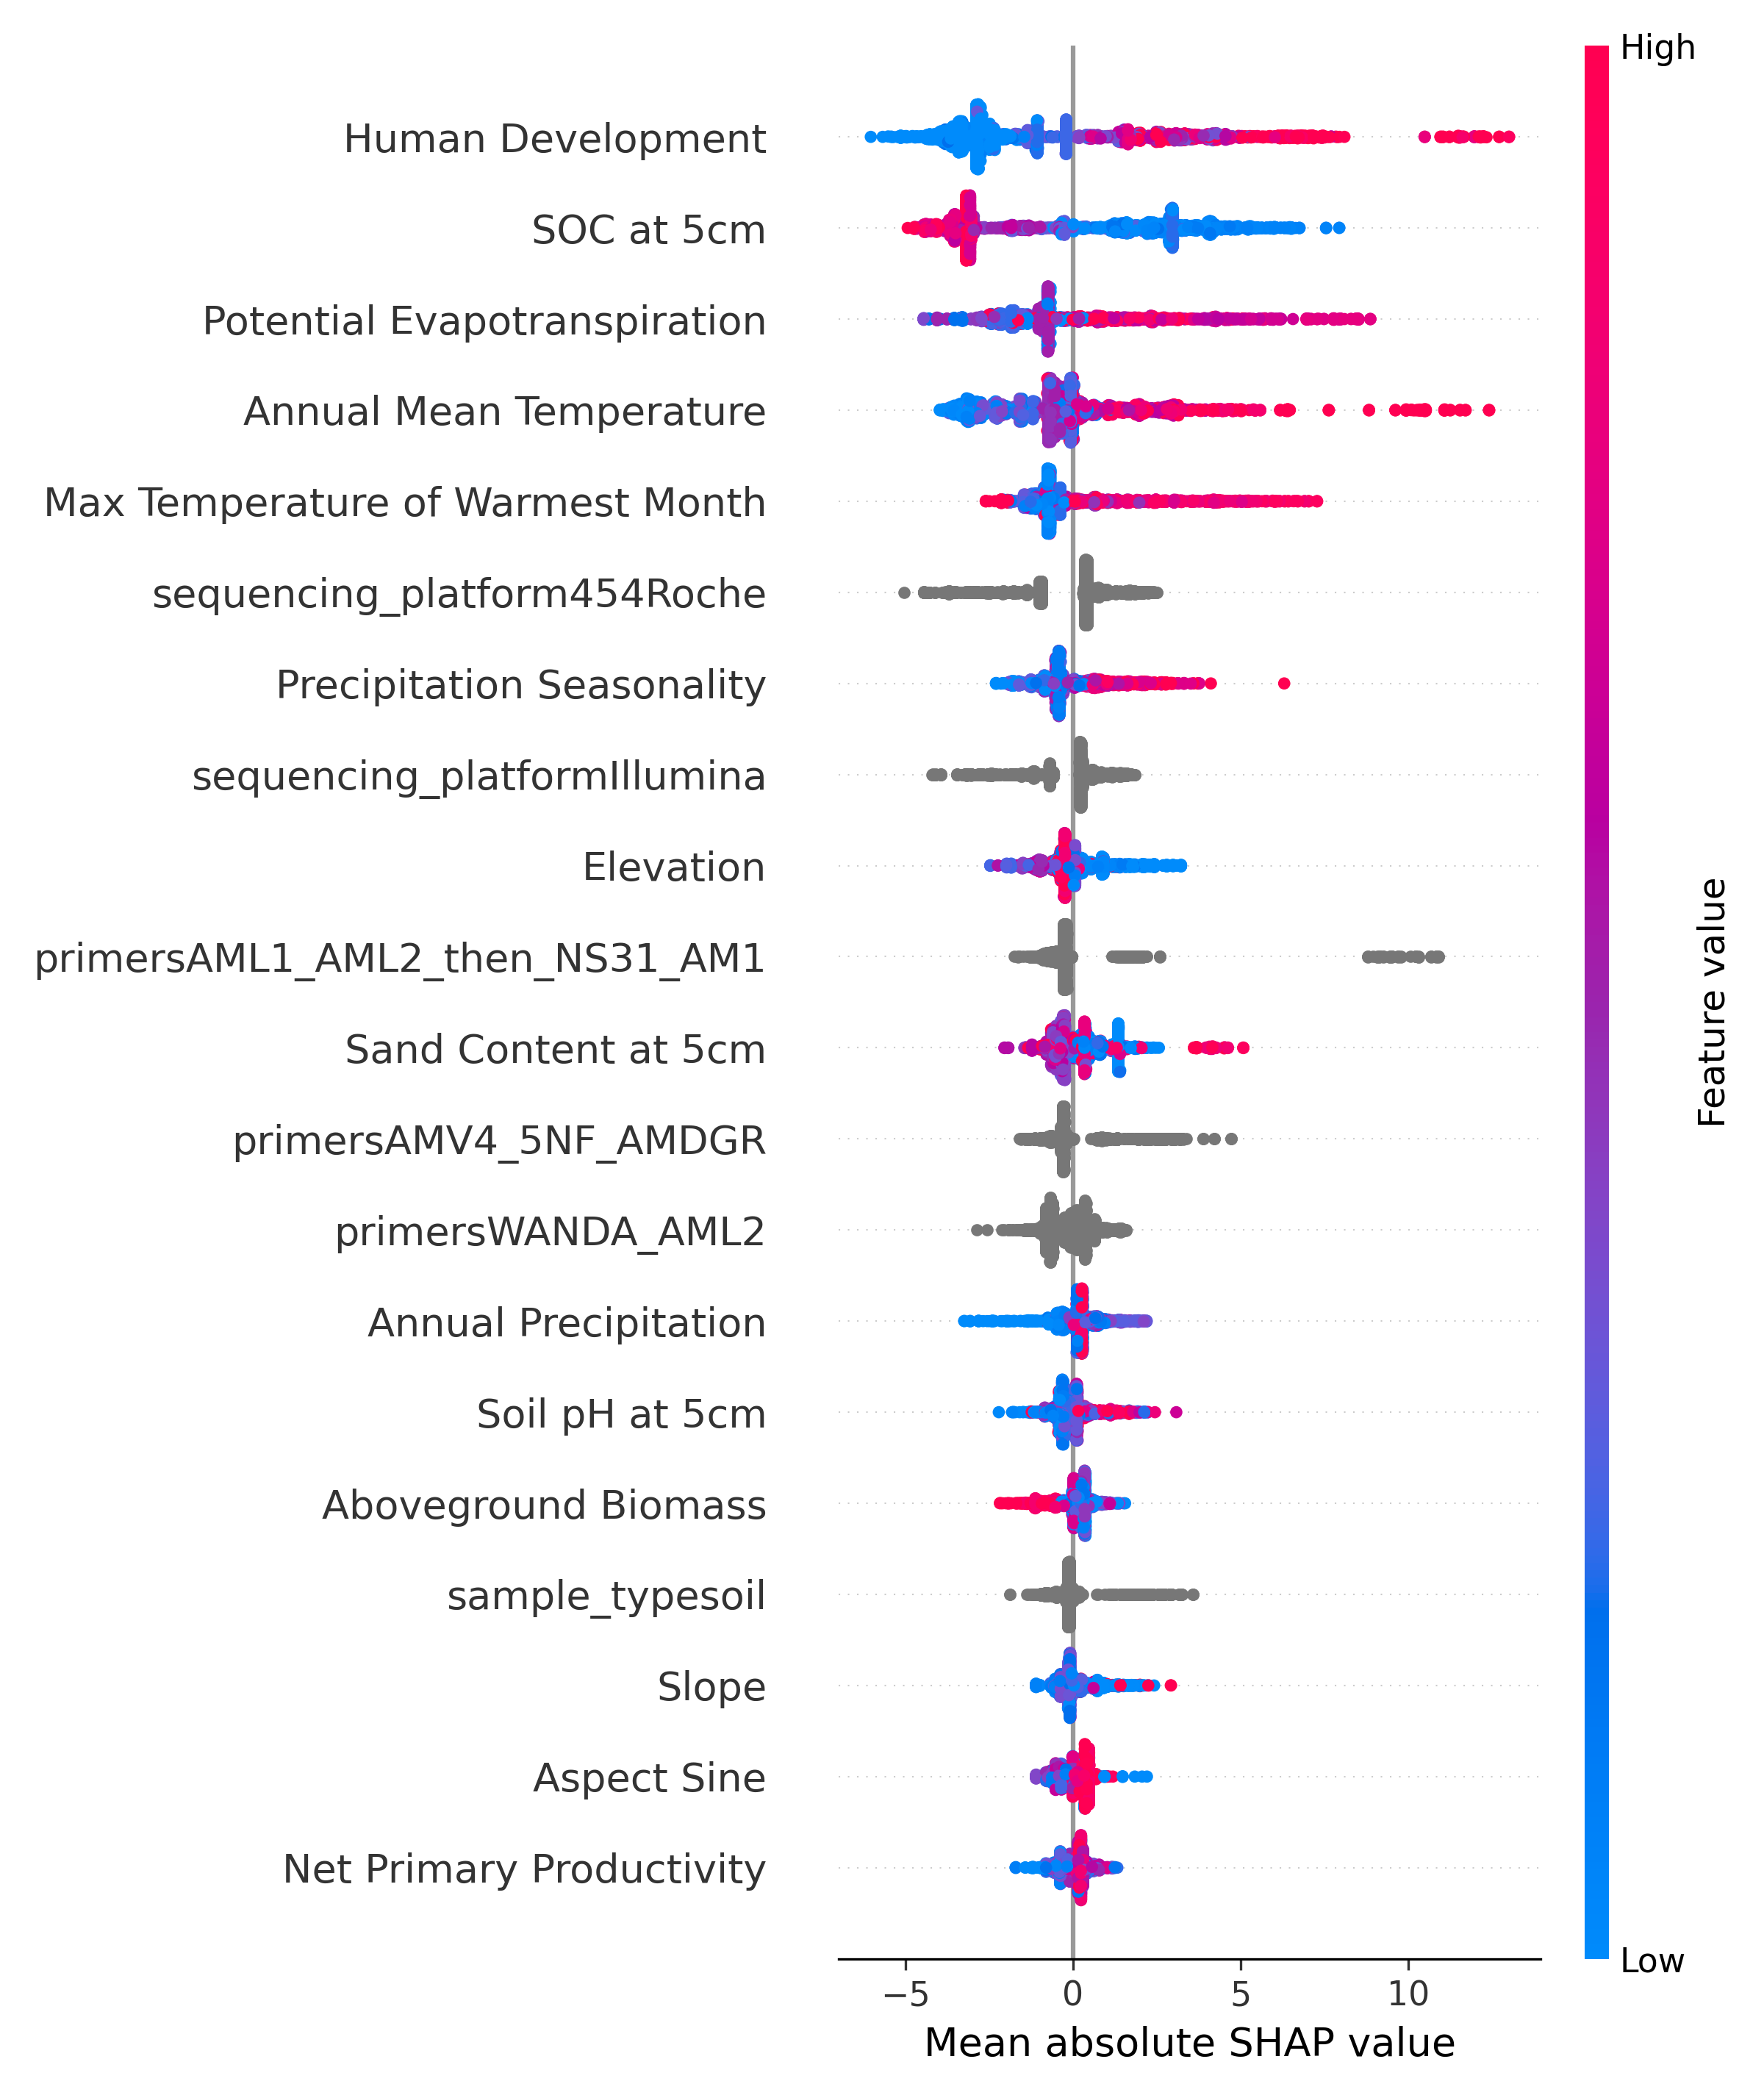 High
Human Development
SOC at 5cm
Potential Evapotranspiration
Annual Mean Temperature
Max Temperature of Warmest Month
sequencing_platform454Roche
Precipitation Seasonality
sequencing_platformIllumina
Elevation
primersAML1_AML2_then_NS31_AM1
Sand Content at 5cm
primersAMV4_5NF_AMDGR
primersWANDA_AML2
Annual Precipitation
Soil pH at 5cm
Aboveground Biomass
sample_typesoil
Slope
Aspect Sine
Net Primary Productivity
Feature value
Low
−5 0 5 10
Mean absolute SHAP value